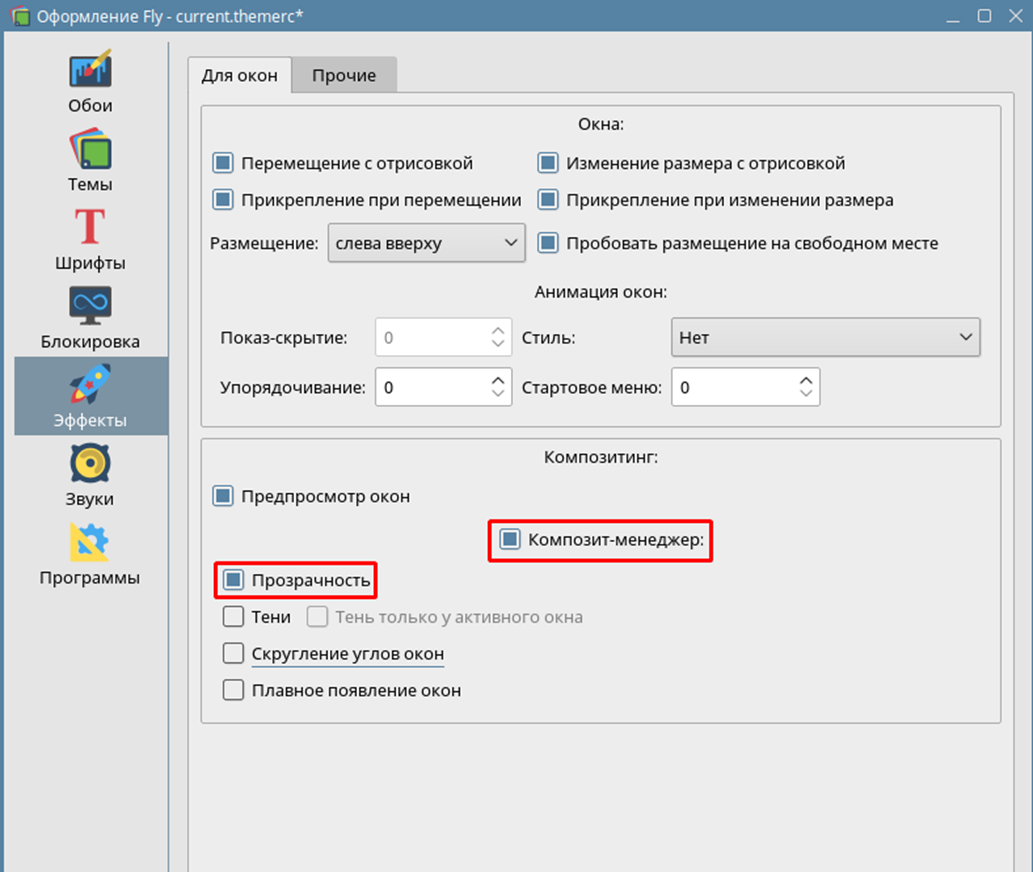 Оформление Fly - current.themerc*
Обои
Темы
Шрифты
Блокировка
Эффекты
Звуки
Программы
Для окон Прочие
Окна:
Перемещение с отрисовкой Изменение размера с отрисовкой
Прикрепление при перемещении Прикрепление при изменении размера
Размещение: слева вверху Пробовать размещение на свободном месте
Анимация окон:
Показ-скрытие: 0 Стиль: Нет
Упорядочивание: 0 Стартовое меню: 0
Композитинг:
Предпросмотр окон
Композит-менеджер:
Прозрачность
Тени Тень только у активного окна
Скругление углов окон
Плавное появление окон